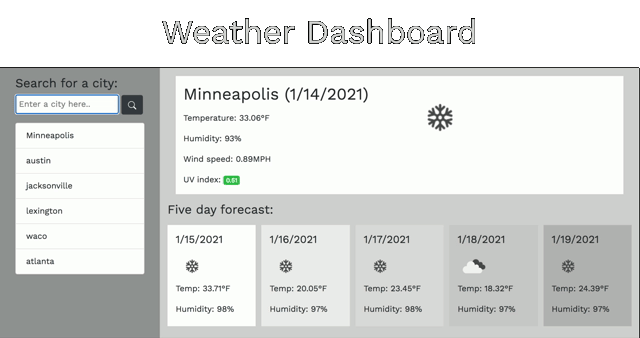 Weather Dashboard
Search for a city:
Enter a city here..
Minneapolis
austin
jacksonville
lexington
waco
atlanta
Minneapolis (1/14/2021)
Temperature: 33.06°F
Humidity: 93%
Wind speed: 0.89MPH
UV index: 0.61
Five day forecast:
1/15/2021
Temp: 33.71°F
Humidity: 98%
1/16/2021
Temp: 20.05°F
Humidity: 97%
1/17/2021
Temp: 23.45°F
Humidity: 98%
1/18/2021
Temp: 18.32°F
Humidity: 97%
1/19/2021
Temp: 24.39°F
Humidity: 97%